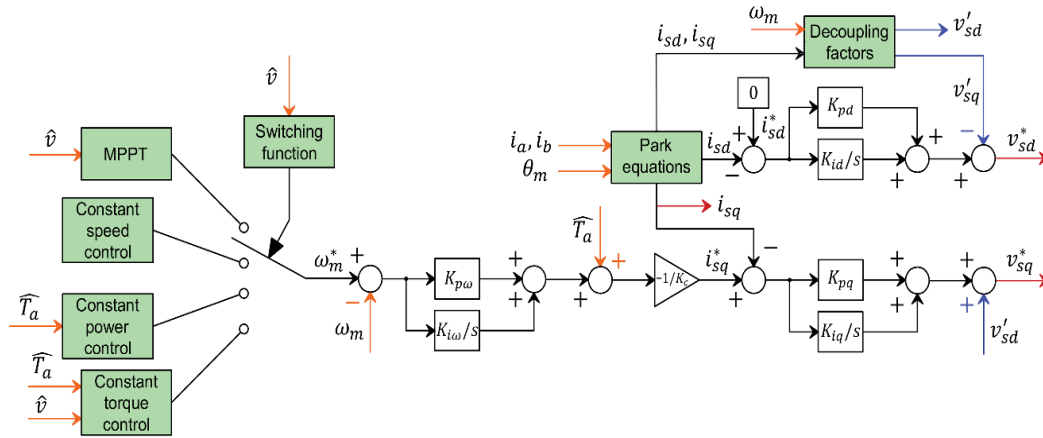 ω_m
Decoupling
factors
v'_sd
i_sd, i_sq
v'_sq
v̂
0
K_pd
+
i*_sd
+
v̂
MPPT
Switching
function
i_a, i_b
θ_m
Park
equations
i_sd
−
K_id/s
+
+
−
v*_sd
Constant
speed
control
i_sq
T̂_a
−
ω*_m
+
−
ω_m
K_pω
K_iω/s
+
+
+
+
−1/K_c
i*_sq
+
K_pq
K_iq/s
+
+
+
+
v*_sq
v'_sd
T̂_a
Constant
power
control
T̂_a
v̂
Constant
torque
control